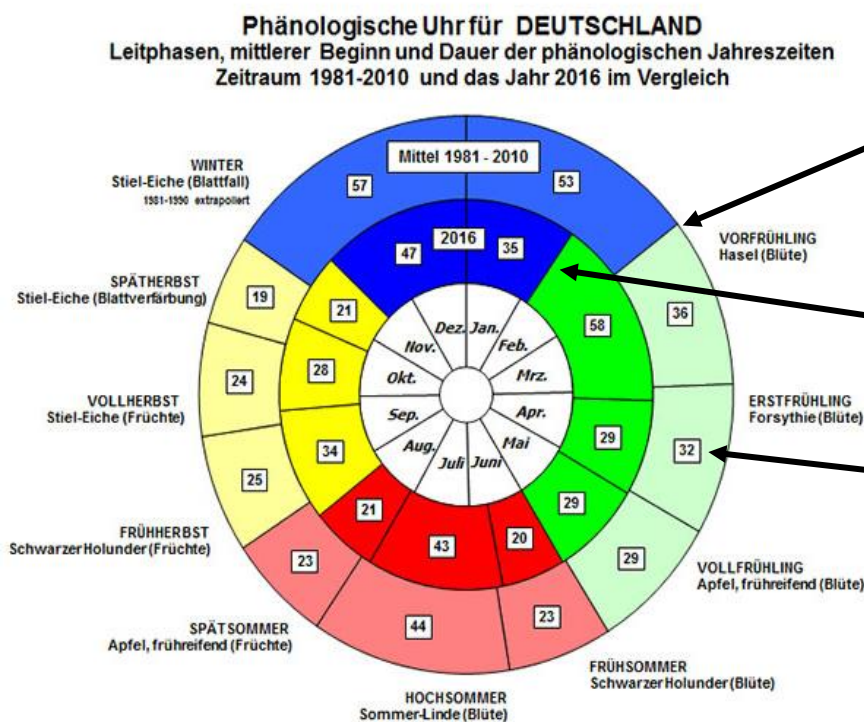 Phänologische Uhr für DEUTSCHLAND
Leitphasen, mittlerer Beginn und Dauer der phänologischen Jahreszeiten
Zeitraum 1981-2010 und das Jahr 2016 im Vergleich
Mittel 1981 - 2010
57
53
36
32
29
23
44
23
25
24
19
2016
47
35
58
29
29
20
43
21
34
28
21
Jan.
Feb.
Mrz.
Apr.
Mai
Juni
Juli
Aug.
Sep.
Okt.
Nov.
Dez.
WINTER
Stiel-Eiche (Blattfall)
1981-1990 extrapoliert
VORFRÜHLING
Hasel (Blüte)
ERSTFRÜHLING
Forsythie (Blüte)
VOLLFRÜHLING
Apfel, frühreifend (Blüte)
FRÜHSOMMER
Schwarzer Holunder (Blüte)
HOCHSOMMER
Sommer-Linde (Blüte)
SPÄTSOMMER
Apfel, frühreifend (Früchte)
FRÜHHERBST
Schwarzer Holunder (Früchte)
VOLLHERBST
Stiel-Eiche (Früchte)
SPÄTHERBST
Stiel-Eiche (Blattverfärbung)